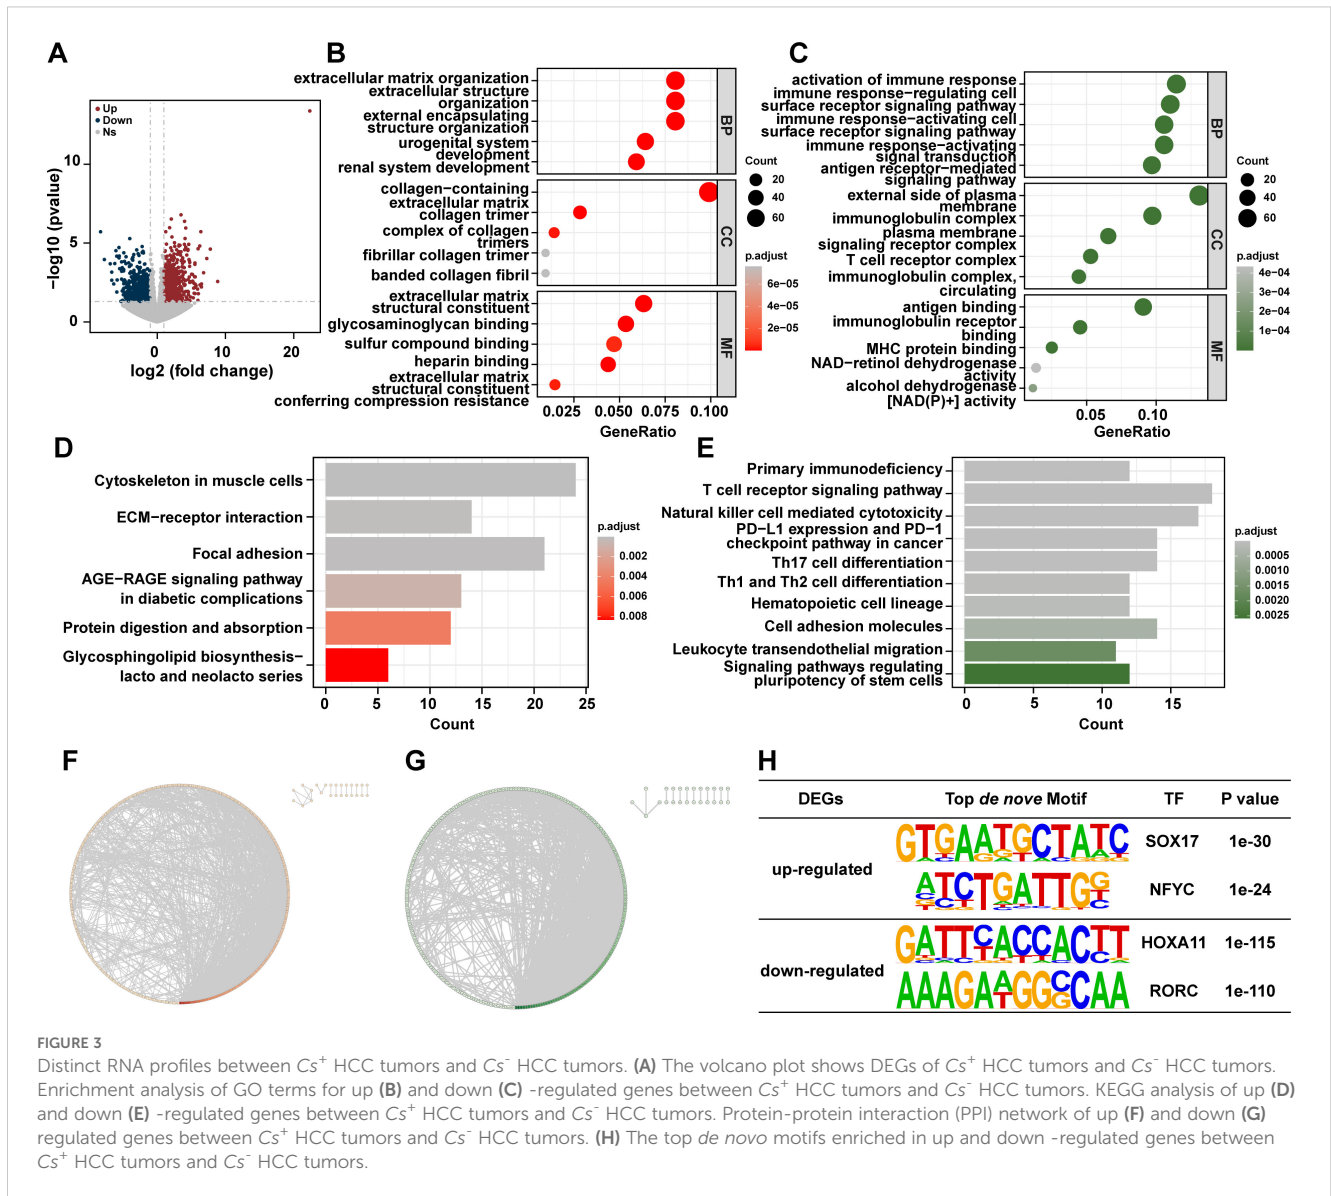 A
Up
Down
Ns
10
5
0
0
10
20
−log10 (pvalue)
log2 (fold change)
B
extracellular matrix organization
extracellular structure
organization
external encapsulating
structure organization
urogenital system
development
renal system development
collagen−containing
extracellular matrix
collagen trimer
complex of collagen
trimers
fibrillar collagen trimer
banded collagen fibril
extracellular matrix
structural constituent
glycosaminoglycan binding
sulfur compound binding
heparin binding
extracellular matrix
structural constituent
conferring compression resistance
BP
CC
MF
0.025
0.050
0.075
0.100
GeneRatio
Count
20
40
60
p.adjust
6e−05
4e−05
2e−05
C
activation of immune response
immune response−regulating cell
surface receptor signaling pathway
immune response−activating cell
surface receptor signaling pathway
immune response−activating
signal transduction
antigen receptor−mediated
signaling pathway
external side of plasma
membrane
immunoglobulin complex
plasma membrane
signaling receptor complex
T cell receptor complex
immunoglobulin complex,
circulating
antigen binding
immunoglobulin receptor
binding
MHC protein binding
NAD−retinol dehydrogenase
activity
alcohol dehydrogenase
[NAD(P)+] activity
BP
CC
MF
0.05
0.10
GeneRatio
Count
20
40
60
p.adjust
4e−04
3e−04
2e−04
1e−04
D
Cytoskeleton in muscle cells
ECM−receptor interaction
Focal adhesion
AGE−RAGE signaling pathway
in diabetic complications
Protein digestion and absorption
Glycosphingolipid biosynthesis−
lacto and neolacto series
0
5
10
15
20
25
Count
p.adjust
0.002
0.004
0.006
0.008
E
Primary immunodeficiency
T cell receptor signaling pathway
Natural killer cell mediated cytotoxicity
PD−L1 expression and PD−1
checkpoint pathway in cancer
Th17 cell differentiation
Th1 and Th2 cell differentiation
Hematopoietic cell lineage
Cell adhesion molecules
Leukocyte transendothelial migration
Signaling pathways regulating
pluripotency of stem cells
0
5
10
15
Count
p.adjust
0.0005
0.0010
0.0015
0.0020
0.0025
F
G
H
DEGs Top de nove Motif TF P value
up-regulated
GTGAATGCTATC SOX17 1e-30
ATCTGATTGG NFYC 1e-24
down-regulated
GATTCACCACTT HOXA11 1e-115
AAAGAAGGCCAA RORC 1e-110
FIGURE 3
Distinct RNA profiles between Cs+ HCC tumors and Cs- HCC tumors. (A) The volcano plot shows DEGs of Cs+ HCC tumors and Cs- HCC tumors.
Enrichment analysis of GO terms for up (B) and down (C) -regulated genes between Cs+ HCC tumors and Cs- HCC tumors. KEGG analysis of up (D)
and down (E) -regulated genes between Cs+ HCC tumors and Cs- HCC tumors. Protein-protein interaction (PPI) network of up (F) and down (G)
regulated genes between Cs+ HCC tumors and Cs- HCC tumors. (H) The top de novo motifs enriched in up and down -regulated genes between
Cs+ HCC tumors and Cs- HCC tumors.